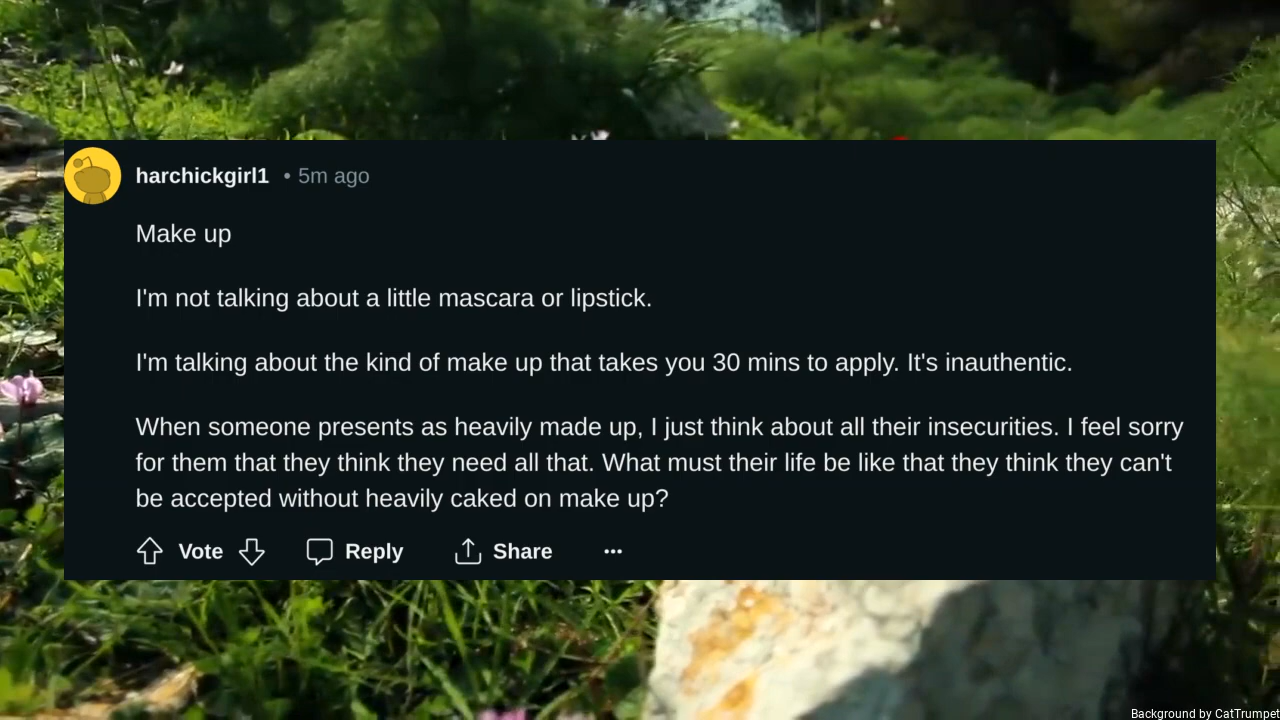 harchickgirl1 • 5m ago
Make up
I'm not talking about a little mascara or lipstick.
I'm talking about the kind of make up that takes you 30 mins to apply. It's inauthentic.
When someone presents as heavily made up, I just think about all their insecurities. I feel sorry
for them that they think they need all that. What must their life be like that they think they can't
be accepted without heavily caked on make up?
Vote Reply Share ...
Background by CatTrumpet